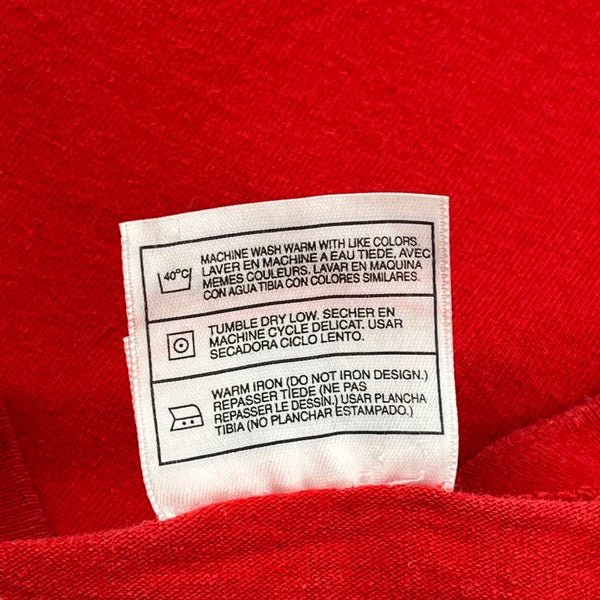 40°C
MACHINE WASH WARM WITH LIKE COLORS.
LAVER EN MACHINE A EAU TIEDE, AVEC
MEMES COULEURS. LAVAR EN MAQUINA
CON AGUA TIBIA CON COLORES SIMILARES.
TUMBLE DRY LOW. SECHER EN
MACHINE CYCLE DELICAT. USAR
SECADORA CICLO LENTO.
WARM IRON (DO NOT IRON DESIGN.)
REPASSER TIEDE (NE PAS
REPASSER LE DESSIN.) USAR PLANCHA
TIBIA (NO PLANCHAR ESTAMPADO.)